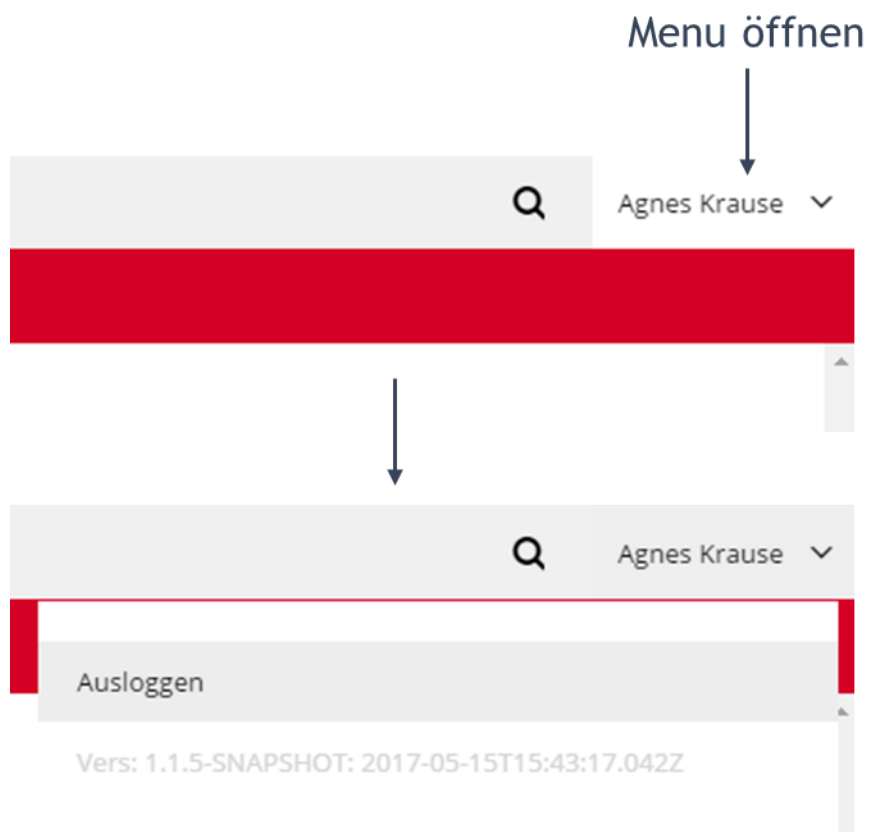 Menu öffnen
Agnes Krause
Agnes Krause
Ausloggen
Vers: 1.1.5-SNAPSHOT: 2017-05-15T15:43:17.042Z